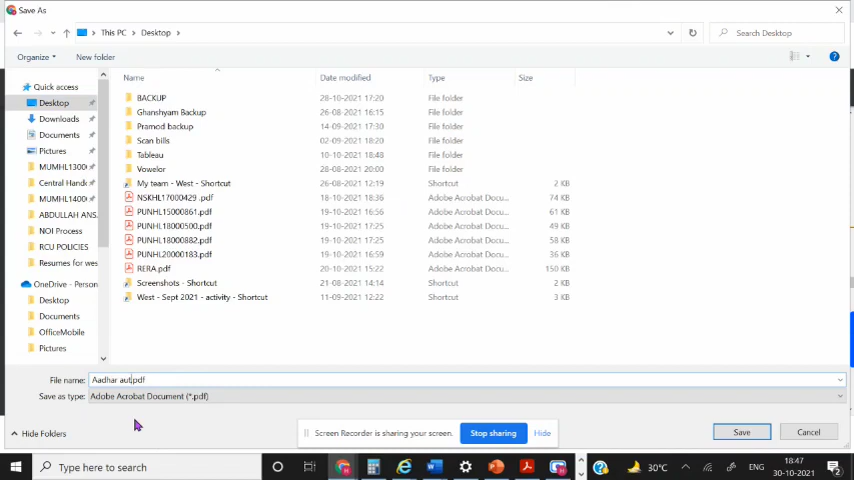 Save As
This PC > Desktop >
Search Desktop
Organize
New folder
Name Date modified Type Size
Quick access
Desktop
Downloads
Documents
Pictures
MUMHL1300
Central Hand
MUMHL1400
ABDULLAH ANS.
NOI Process
RCU POLICIES
Resumes for wes
OneDrive - Person
Desktop
Documents
OfficeMobile
Pictures
BACKUP 28-10-2021 17:20 File folder
Ghanshyam Backup 26-08-2021 16:15 File folder
Pramod backup 14-09-2021 17:30 File folder
Scan bills 02-09-2021 18:20 File folder
Tableau 10-10-2021 18:48 File folder
Vowelor 28-08-2021 20:00 File folder
My team - West - Shortcut 26-08-2021 12:19 Shortcut 2 KB
NSKHL17000429 .pdf 18-10-2021 18:36 Adobe Acrobat Docu... 74 KB
PUNHL15000861.pdf 19-10-2021 16:56 Adobe Acrobat Docu... 61 KB
PUNHL18000500.pdf 19-10-2021 17:25 Adobe Acrobat Docu... 49 KB
PUNHL18000882.pdf 19-10-2021 17:25 Adobe Acrobat Docu... 58 KB
PUNHL20000183.pdf 19-10-2021 16:59 Adobe Acrobat Docu... 36 KB
RERA.pdf 20-10-2021 15:22 Adobe Acrobat Docu... 150 KB
Screenshots - Shortcut 21-08-2021 14:14 Shortcut 2 KB
West - Sept 2021 - activity - Shortcut 11-09-2021 12:22 Shortcut 3 KB
File name: Aadhar aut.pdf
Save as type: Adobe Acrobat Document (*.pdf)
Hide Folders
Screen Recorder is sharing your screen. Stop sharing Hide
Save Cancel
Type here to search
30°C
ENG
18:47
30-10-2021
2